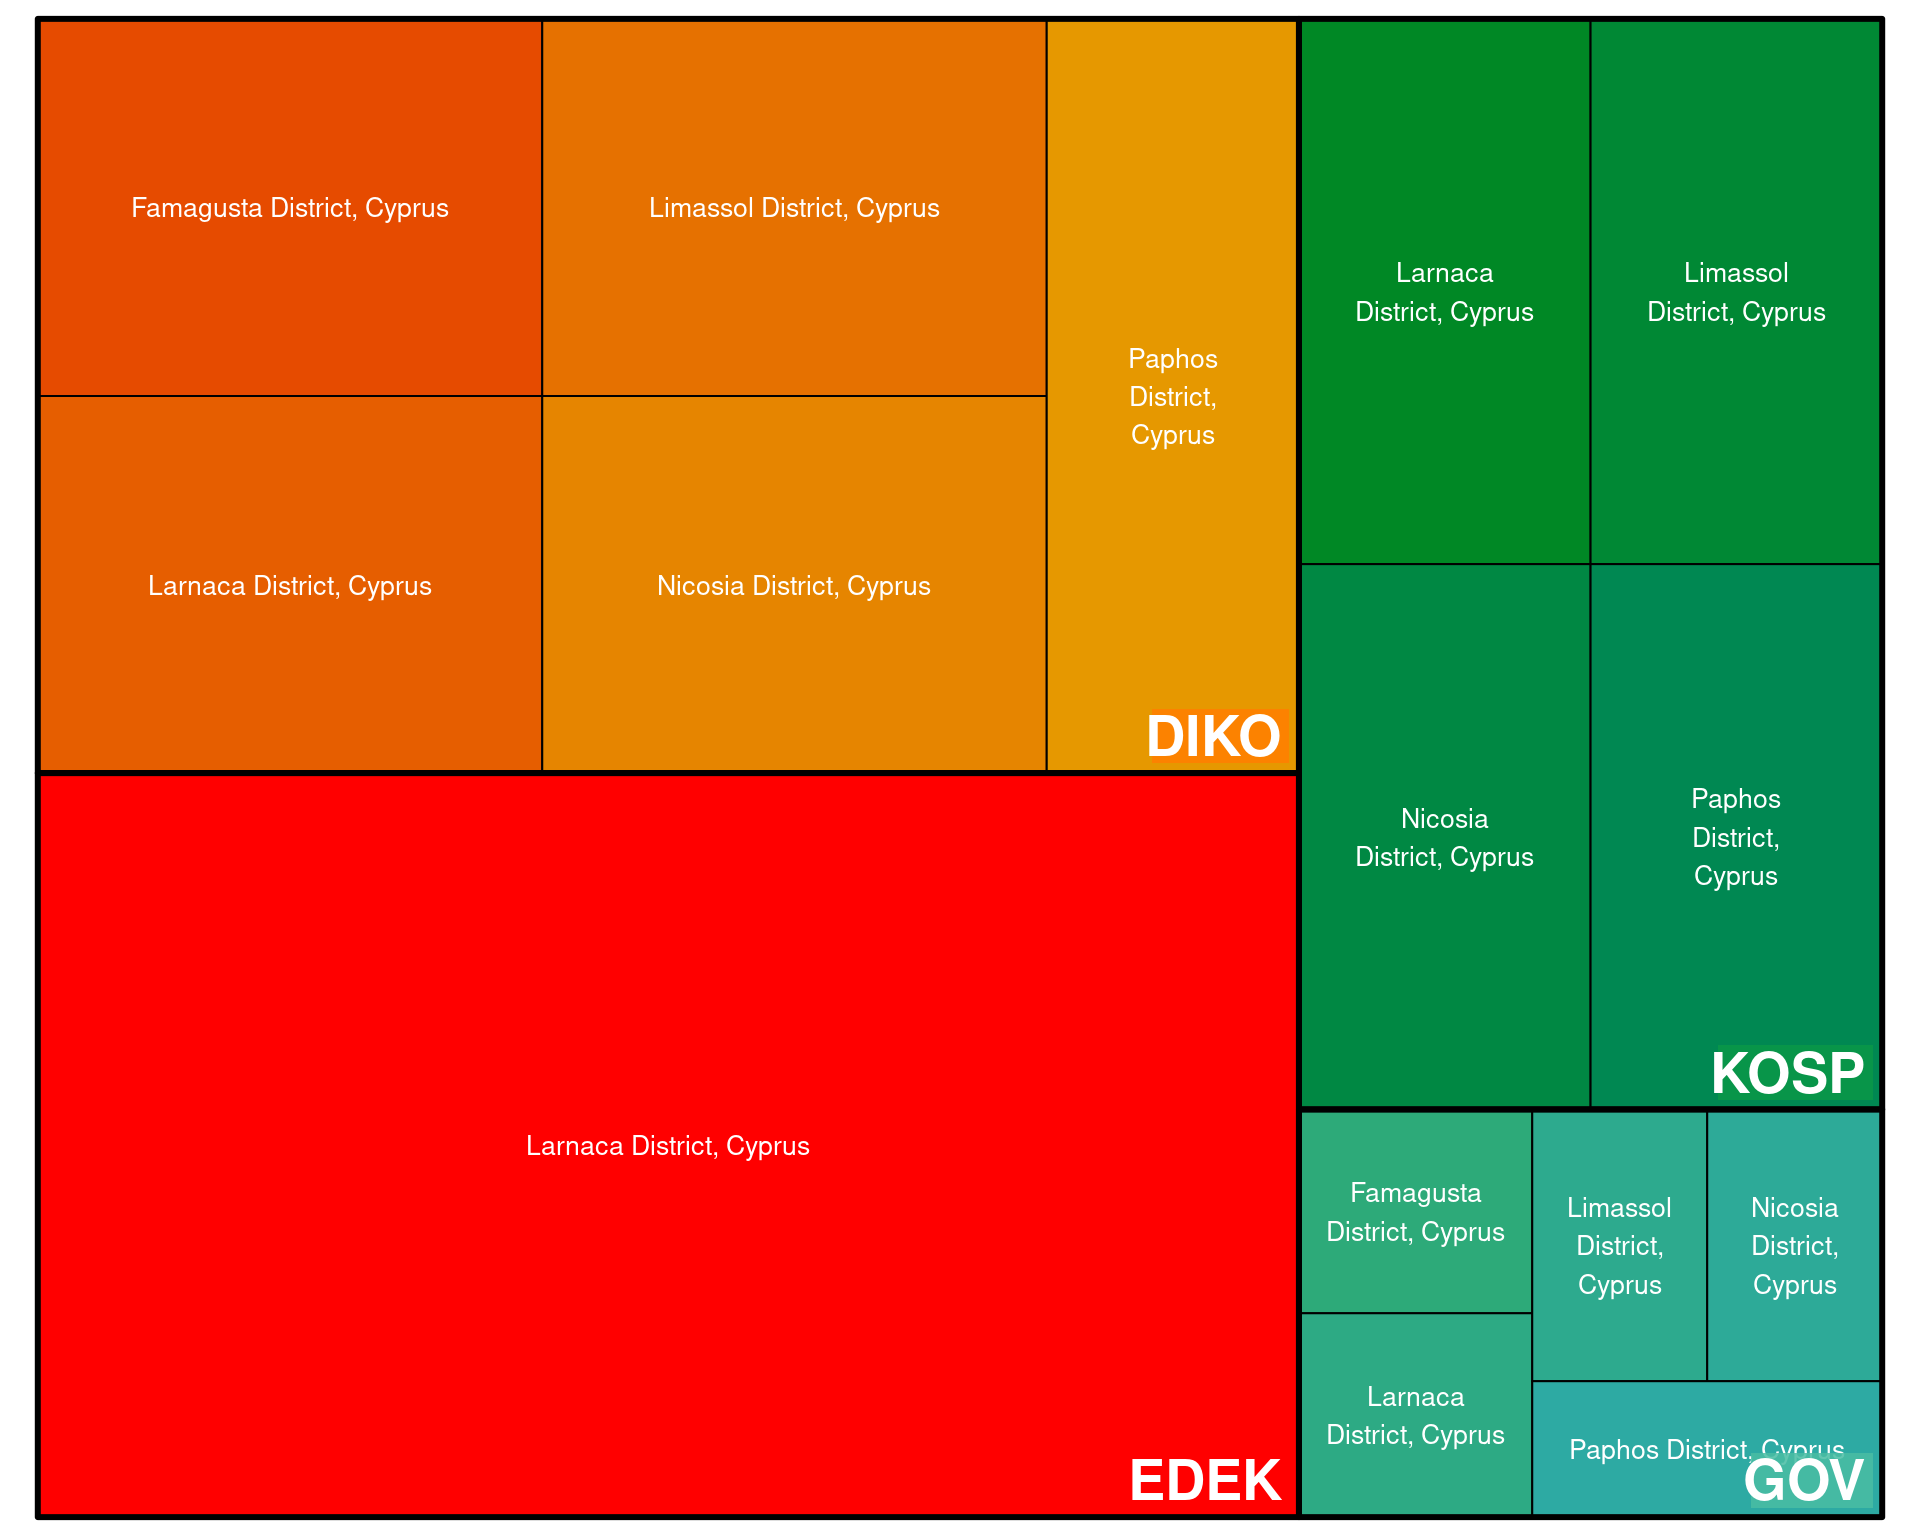 Famagusta District, Cyprus
Limassol District, Cyprus
Larnaca District, Cyprus
Nicosia District, Cyprus
Paphos
District,
Cyprus
DIKO
Larnaca District, Cyprus
EDEK
Larnaca
District, Cyprus
Limassol
District, Cyprus
Nicosia
District, Cyprus
Paphos
District,
Cyprus
KOSP
Famagusta
District, Cyprus
Larnaca
District, Cyprus
Limassol
District,
Cyprus
Nicosia
District,
Cyprus
Paphos District, Cyprus
GOV